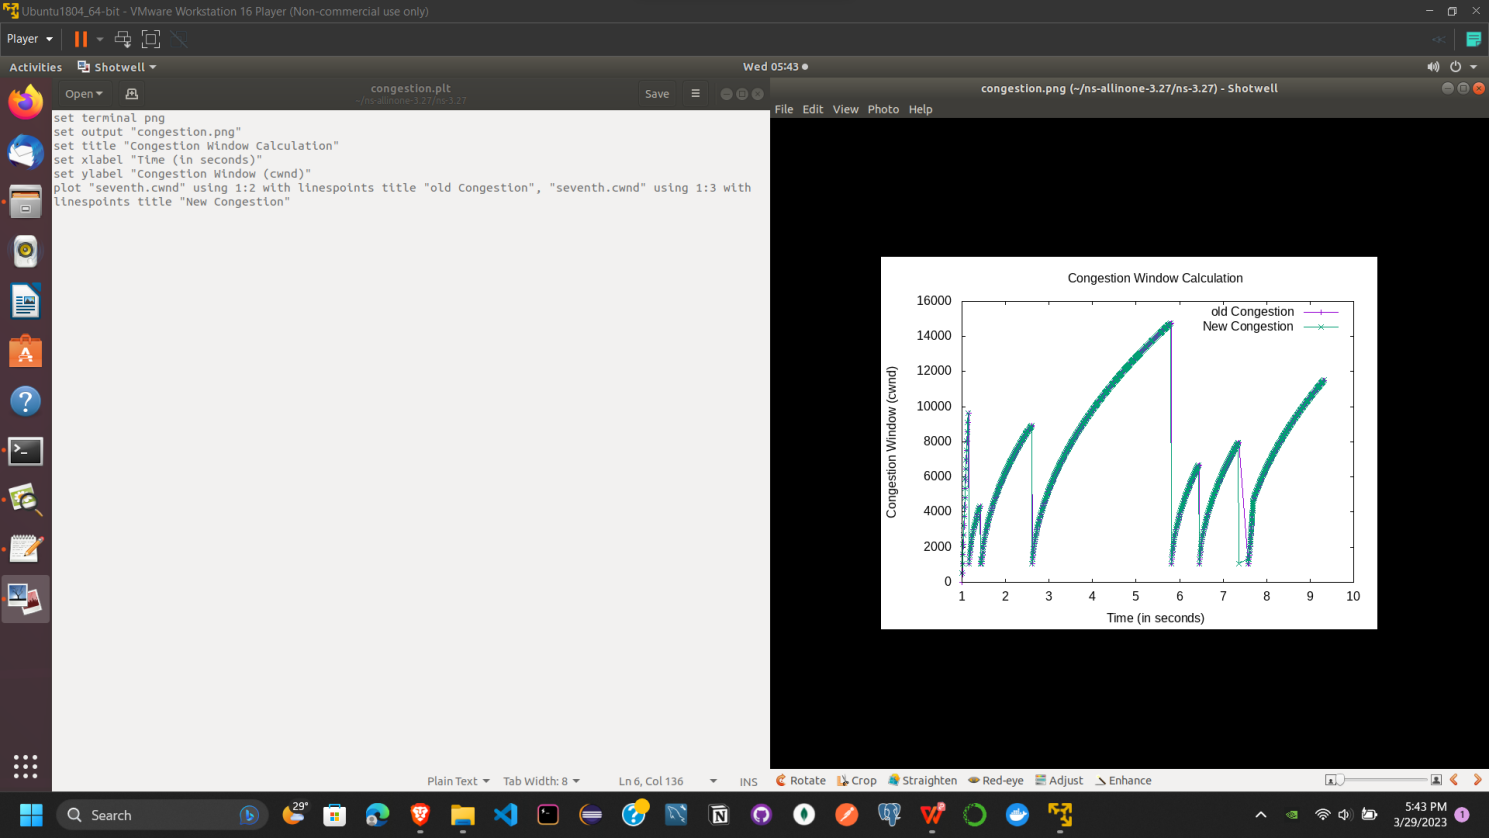 Ubuntu1804_64-bit - VMware Workstation 16 Player (Non-commercial use only)
Player
Activities
Shotwell
Wed 05:43
Open
congestion.plt
~/ns-allinone-3.27/ns-3.27
Save
set terminal png
set output "congestion.png"
set title "Congestion Window Calculation"
set xlabel "Time (in seconds)"
set ylabel "Congestion Window (cwnd)"
plot "seventh.cwnd" using 1:2 with linespoints title "old Congestion", "seventh.cwnd" using 1:3 with
linespoints title "New Congestion"
Plain Text
Tab Width: 8
Ln 6, Col 136
INS
congestion.png (~/ns-allinone-3.27/ns-3.27) - Shotwell
File Edit View Photo Help
Congestion Window Calculation
old Congestion
New Congestion
Congestion Window (cwnd)
16000
14000
12000
10000
8000
6000
4000
2000
0
1 2 3 4 5 6 7 8 9 10
Time (in seconds)
Rotate Crop Straighten Red-eye Adjust Enhance
Search
29°
5:43 PM
3/29/2023
1